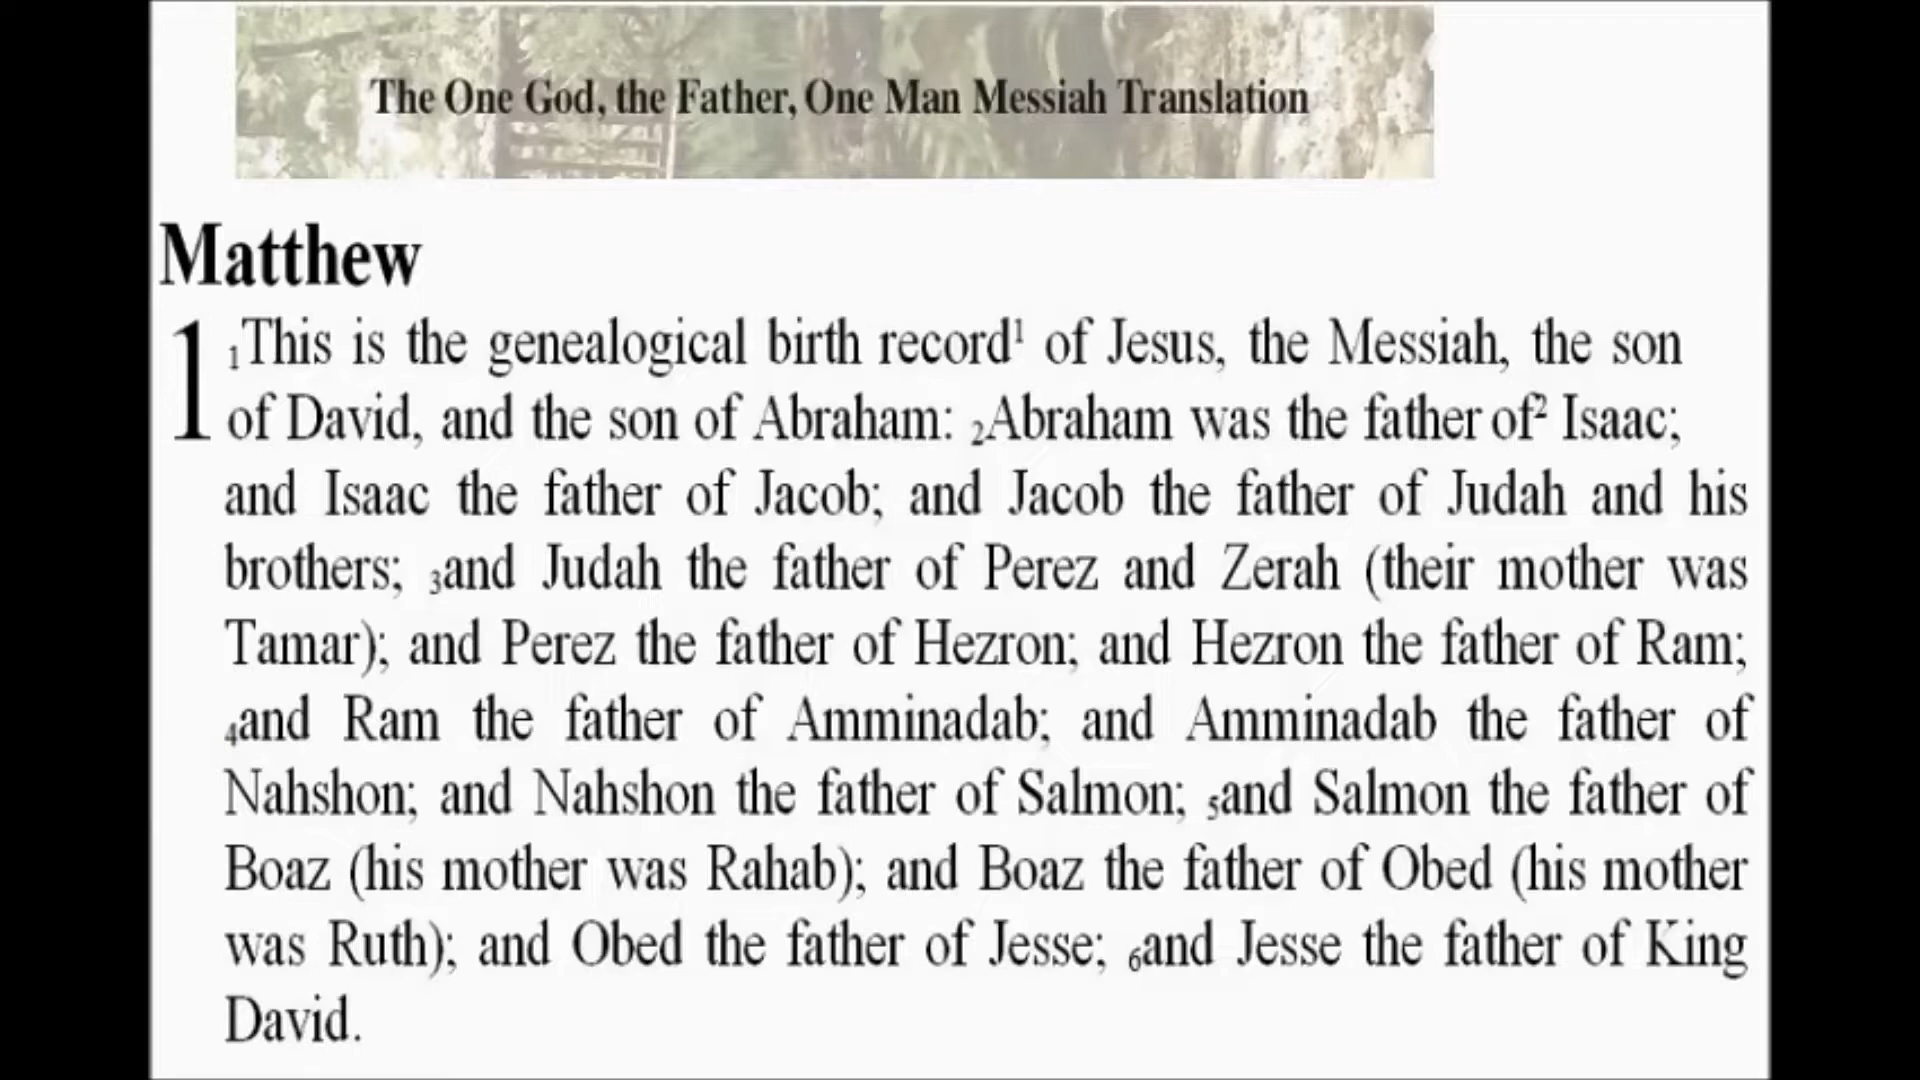 The One God, the Father, One Man Messiah Translation
Matthew
1 ₁This is the genealogical birth record¹ of Jesus, the Messiah, the son
of David, and the son of Abraham: ₂Abraham was the father of² Isaac;
and Isaac the father of Jacob; and Jacob the father of Judah and his
brothers; ₃and Judah the father of Perez and Zerah (their mother was
Tamar); and Perez the father of Hezron; and Hezron the father of Ram;
₄and Ram the father of Amminadab; and Amminadab the father of
Nahshon; and Nahshon the father of Salmon; ₅and Salmon the father of
Boaz (his mother was Rahab); and Boaz the father of Obed (his mother
was Ruth); and Obed the father of Jesse; ₆and Jesse the father of King
David.